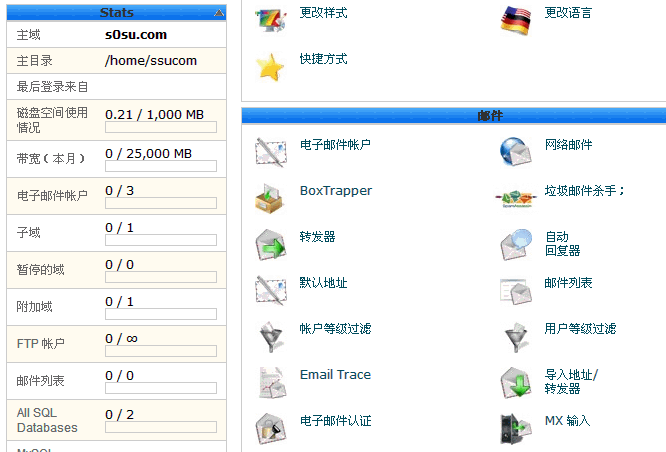 Stats
主域
s0su.com
主目录
/home/ssucom
最后登录来自
磁盘空间使用
情况
0.21 / 1,000 MB
带宽（本月）
0 / 25,000 MB
电子邮件帐户
0 / 3
子域
0 / 1
暂停的域
0 / 0
附加域
0 / 1
FTP 帐户
0 / ∞
邮件列表
0 / 0
All SQL
Databases
0 / 2
MySQL
更改样式
更改语言
快捷方式
邮件
电子邮件帐户
网络邮件
BoxTrapper
SpamAssassin
垃圾邮件杀手；
转发器
自动
回复器
默认地址
邮件列表
帐户等级过滤
用户等级过滤
Email Trace
导入地址/
转发器
电子邮件认证
MX 输入